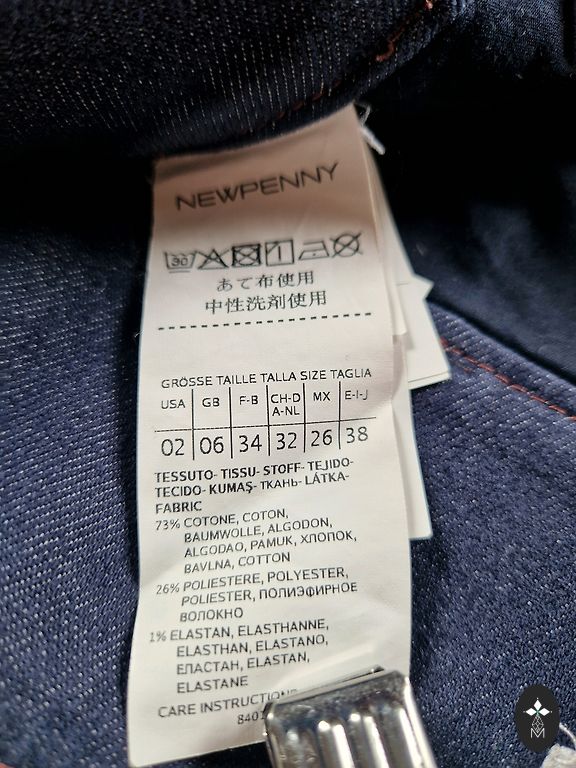 NEWPENNY
30
あて布使用
中性洗剤使用
GRÖSSE TAILLE TALLA SIZE TAGLIA
USA GB F-B CH-D A-NL MX E-I-J
02 06 34 32 26 38
TESSUTO- TISSU- STOFF- TEJIDO-
TECIDO- KUMAŞ- ТКАНЬ- LÁTKA-
FABRIC
73% COTONE, COTON,
BAUMWOLLE, ALGODON,
ALGODAO, PAMUK, ХЛОПОК,
BAVLNA, COTTON
26% POLIESTERE, POLYESTER,
POLIESTER, ПОЛИЭФИРНОЕ
ВОЛОКНО
1% ELASTAN, ELASTHANNE,
ELASTHAN, ELASTANO,
ЕЛАСТАН, ELASTAN,
ELASTANE
CARE INSTRUCTION
840
M